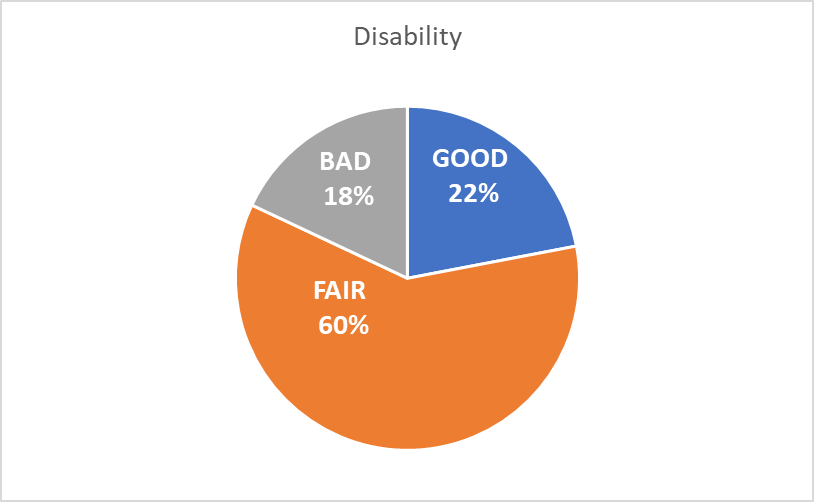 Disability
GOOD
22%
FAIR
60%
BAD
18%